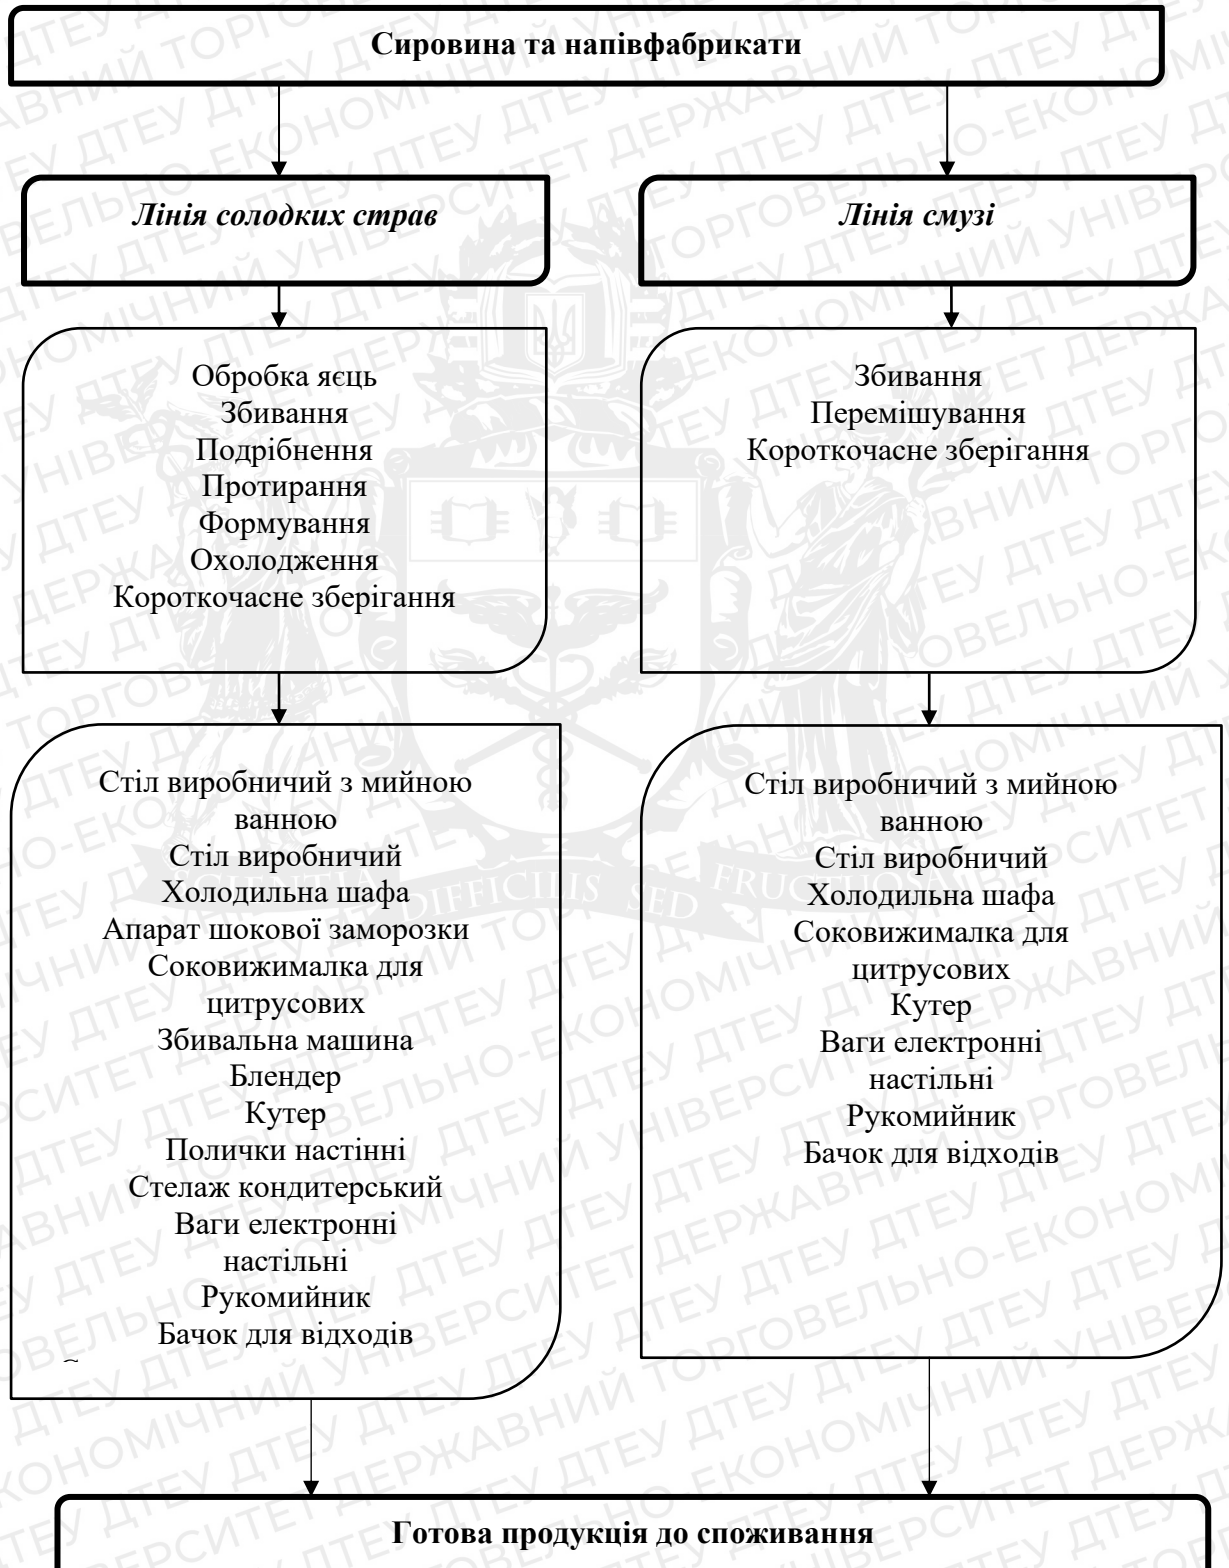 Сировина та напівфабрикати
Лінія солодких страв
Лінія смузі
Обробка яєць
Збивання
Подрібнення
Протирання
Формування
Охолодження
Короткочасне зберігання
Збивання
Перемішування
Короткочасне зберігання
Стіл виробничий з мийною
ванною
Стіл виробничий
Холодильна шафа
Апарат шокової заморозки
Соковижималка для
цитрусових
Збивальна машина
Блендер
Кутер
Полички настінні
Стелаж кондитерський
Ваги електронні
настільні
Рукомийник
Бачок для відходів
Стіл виробничий з мийною
ванною
Стіл виробничий
Холодильна шафа
Соковижималка для
цитрусових
Кутер
Ваги електронні
настільні
Рукомийник
Бачок для відходів
Готова продукція до споживання